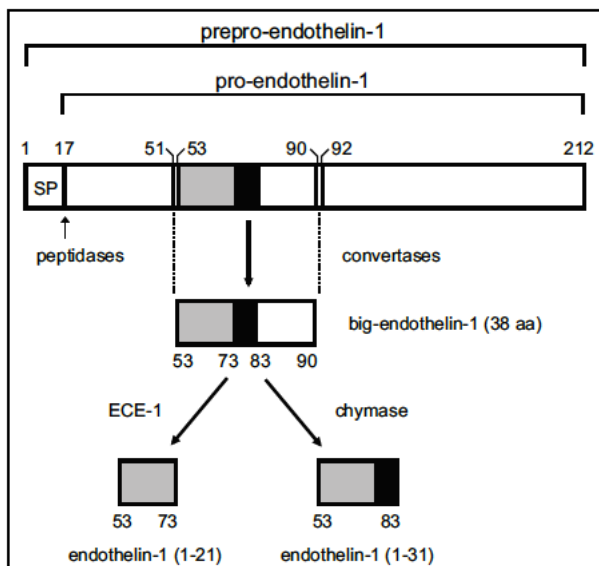 prepro-endothelin-1
pro-endothelin-1
1 17 51 53 90 92 212
SP
peptidases convertases
big-endothelin-1 (38 aa)
53 73 83 90
ECE-1 chymase
53 73 53 83
endothelin-1 (1-21) endothelin-1 (1-31)